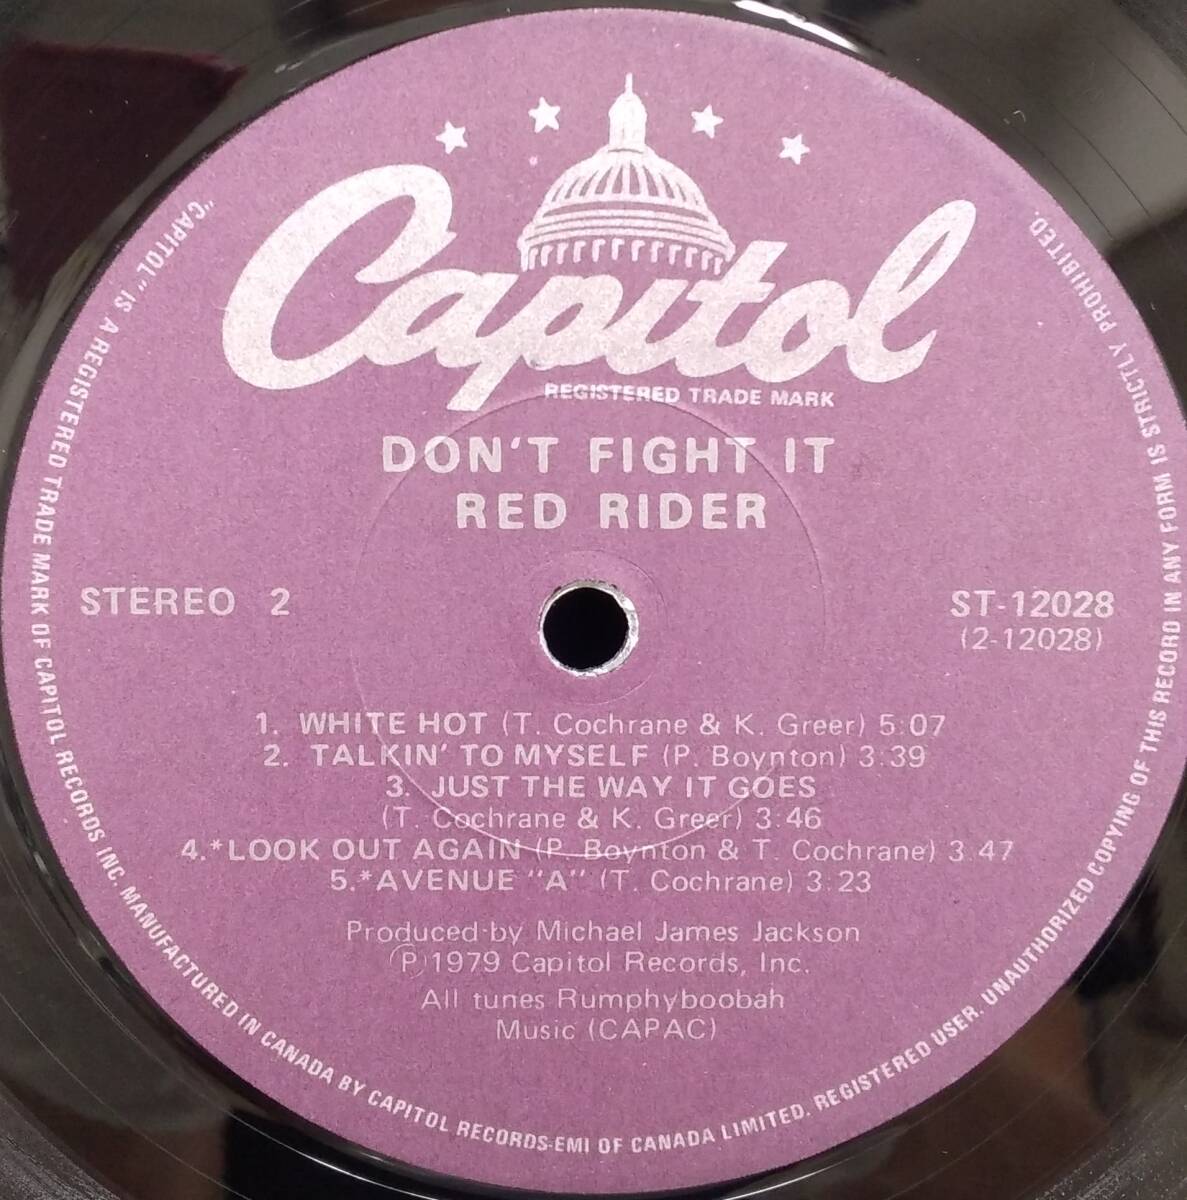 Capitol
REGISTERED TRADE MARK
DON'T FIGHT IT
RED RIDER
STEREO 2
ST-12028
(2-12028)
1. WHITE HOT (T. Cochrane & K. Greer) 5:07
2. TALKIN' TO MYSELF (P. Boynton) 3:39
3. JUST THE WAY IT GOES
(T. Cochrane & K. Greer) 3:46
4.*LOOK OUT AGAIN (P. Boynton & T. Cochrane) 3:47
5.*AVENUE "A" (T. Cochrane) 3:23
Produced by Michael James Jackson
Ⓟ 1979 Capitol Records, Inc.
All tunes Rumphyboobah
Music (CAPAC)
"CAPITOL" IS A REGISTERED TRADE MARK OF CAPITOL RECORDS INC. MANUFACTURED IN CANADA BY CAPITOL RECORDS-EMI OF CANADA LIMITED. REGISTERED USER. UNAUTHORIZED COPYING OF THIS RECORD IN ANY FORM IS STRICTLY PROHIBITED.